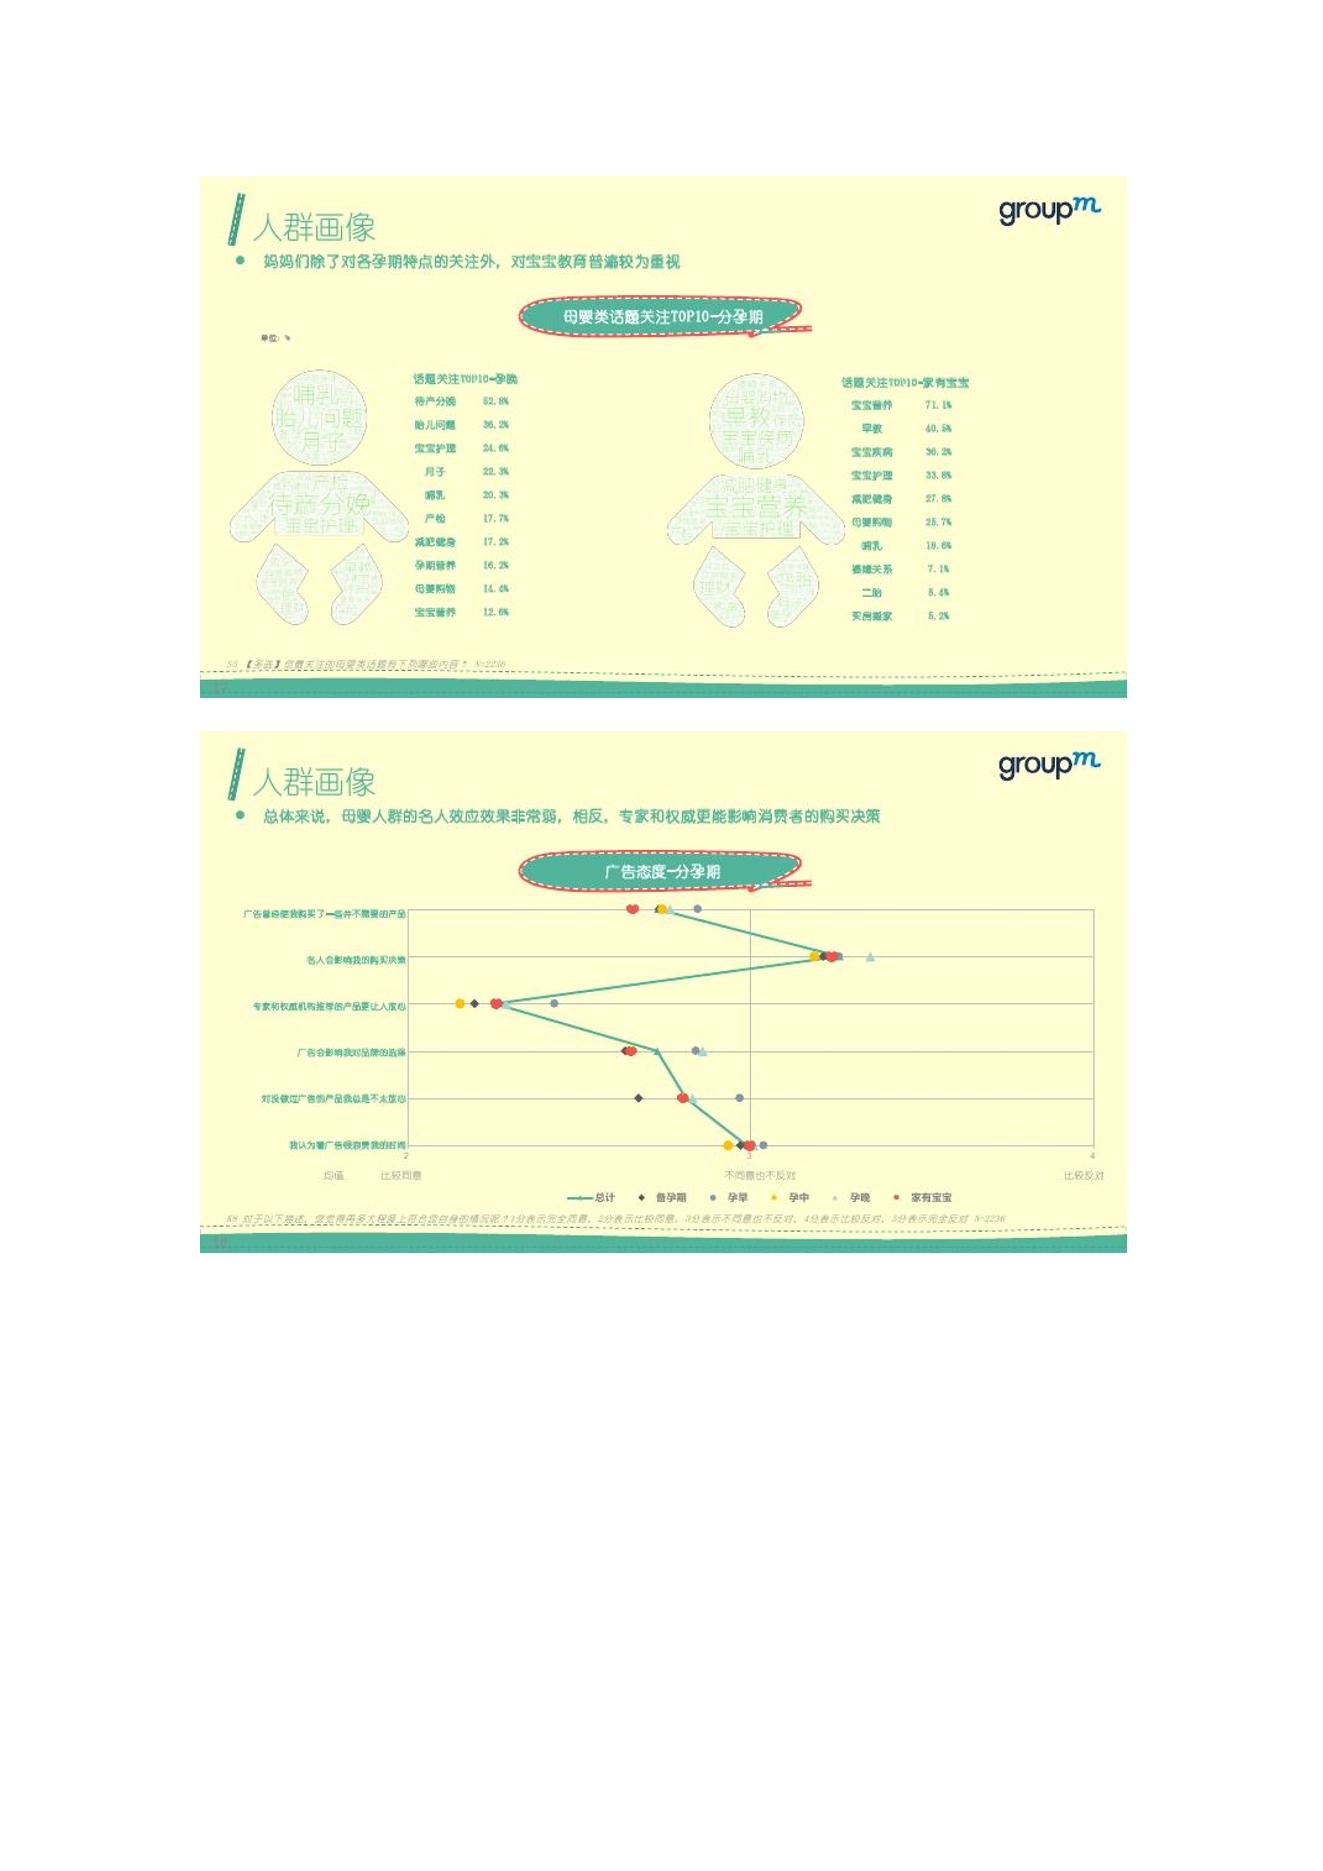 人群画像
groupm
妈妈们除了对各孕期特点的关注外，对宝宝教育普遍较为重视
母婴类话题关注TOP10-分孕期
单位：%
话题关注TOP10-孕晚
待产分娩 52.8%
胎儿问题 36.2%
宝宝护理 24.6%
月子 22.3%
哺乳 20.3%
产检 17.7%
减肥健身 17.2%
孕期营养 16.2%
母婴购物 14.4%
宝宝营养 12.6%
哺乳
胎儿问题
月子
产检
待产分娩
宝宝护理
早教
理财
话题关注TOP10-家有宝宝
宝宝营养 71.1%
早教 40.5%
宝宝疾病 36.2%
宝宝护理 33.8%
减肥健身 27.8%
母婴购物 25.7%
哺乳 18.6%
婆媳关系 7.1%
二胎 5.4%
买房搬家 5.2%
母婴购物
早教
宝宝疾病
哺乳
减肥健身
宝宝营养
宝宝护理
理财
S5 【多选】您最关注的母婴类话题有下列哪些内容？ N=2236
17
人群画像
groupm
总体来说，母婴人群的名人效应效果非常弱，相反，专家和权威更能影响消费者的购买决策
广告态度-分孕期
广告曾经使我购买了一些并不需要的产品
名人会影响我的购买决策
专家和权威机构推荐的产品更让人放心
广告会影响我对品牌的选择
对没做过广告的产品我总是不太放心
我认为看广告很浪费我的时间
2 3 4
均值 比较同意 不同意也不反对 比较反对
总计 备孕期 孕早 孕中 孕晚 家有宝宝
K8 对于以下描述，您觉得再多大程度上符合您自身的情况呢？1分表示完全同意，2分表示比较同意，3分表示不同意也不反对，4分表示比较反对，5分表示完全反对 N=2236
18